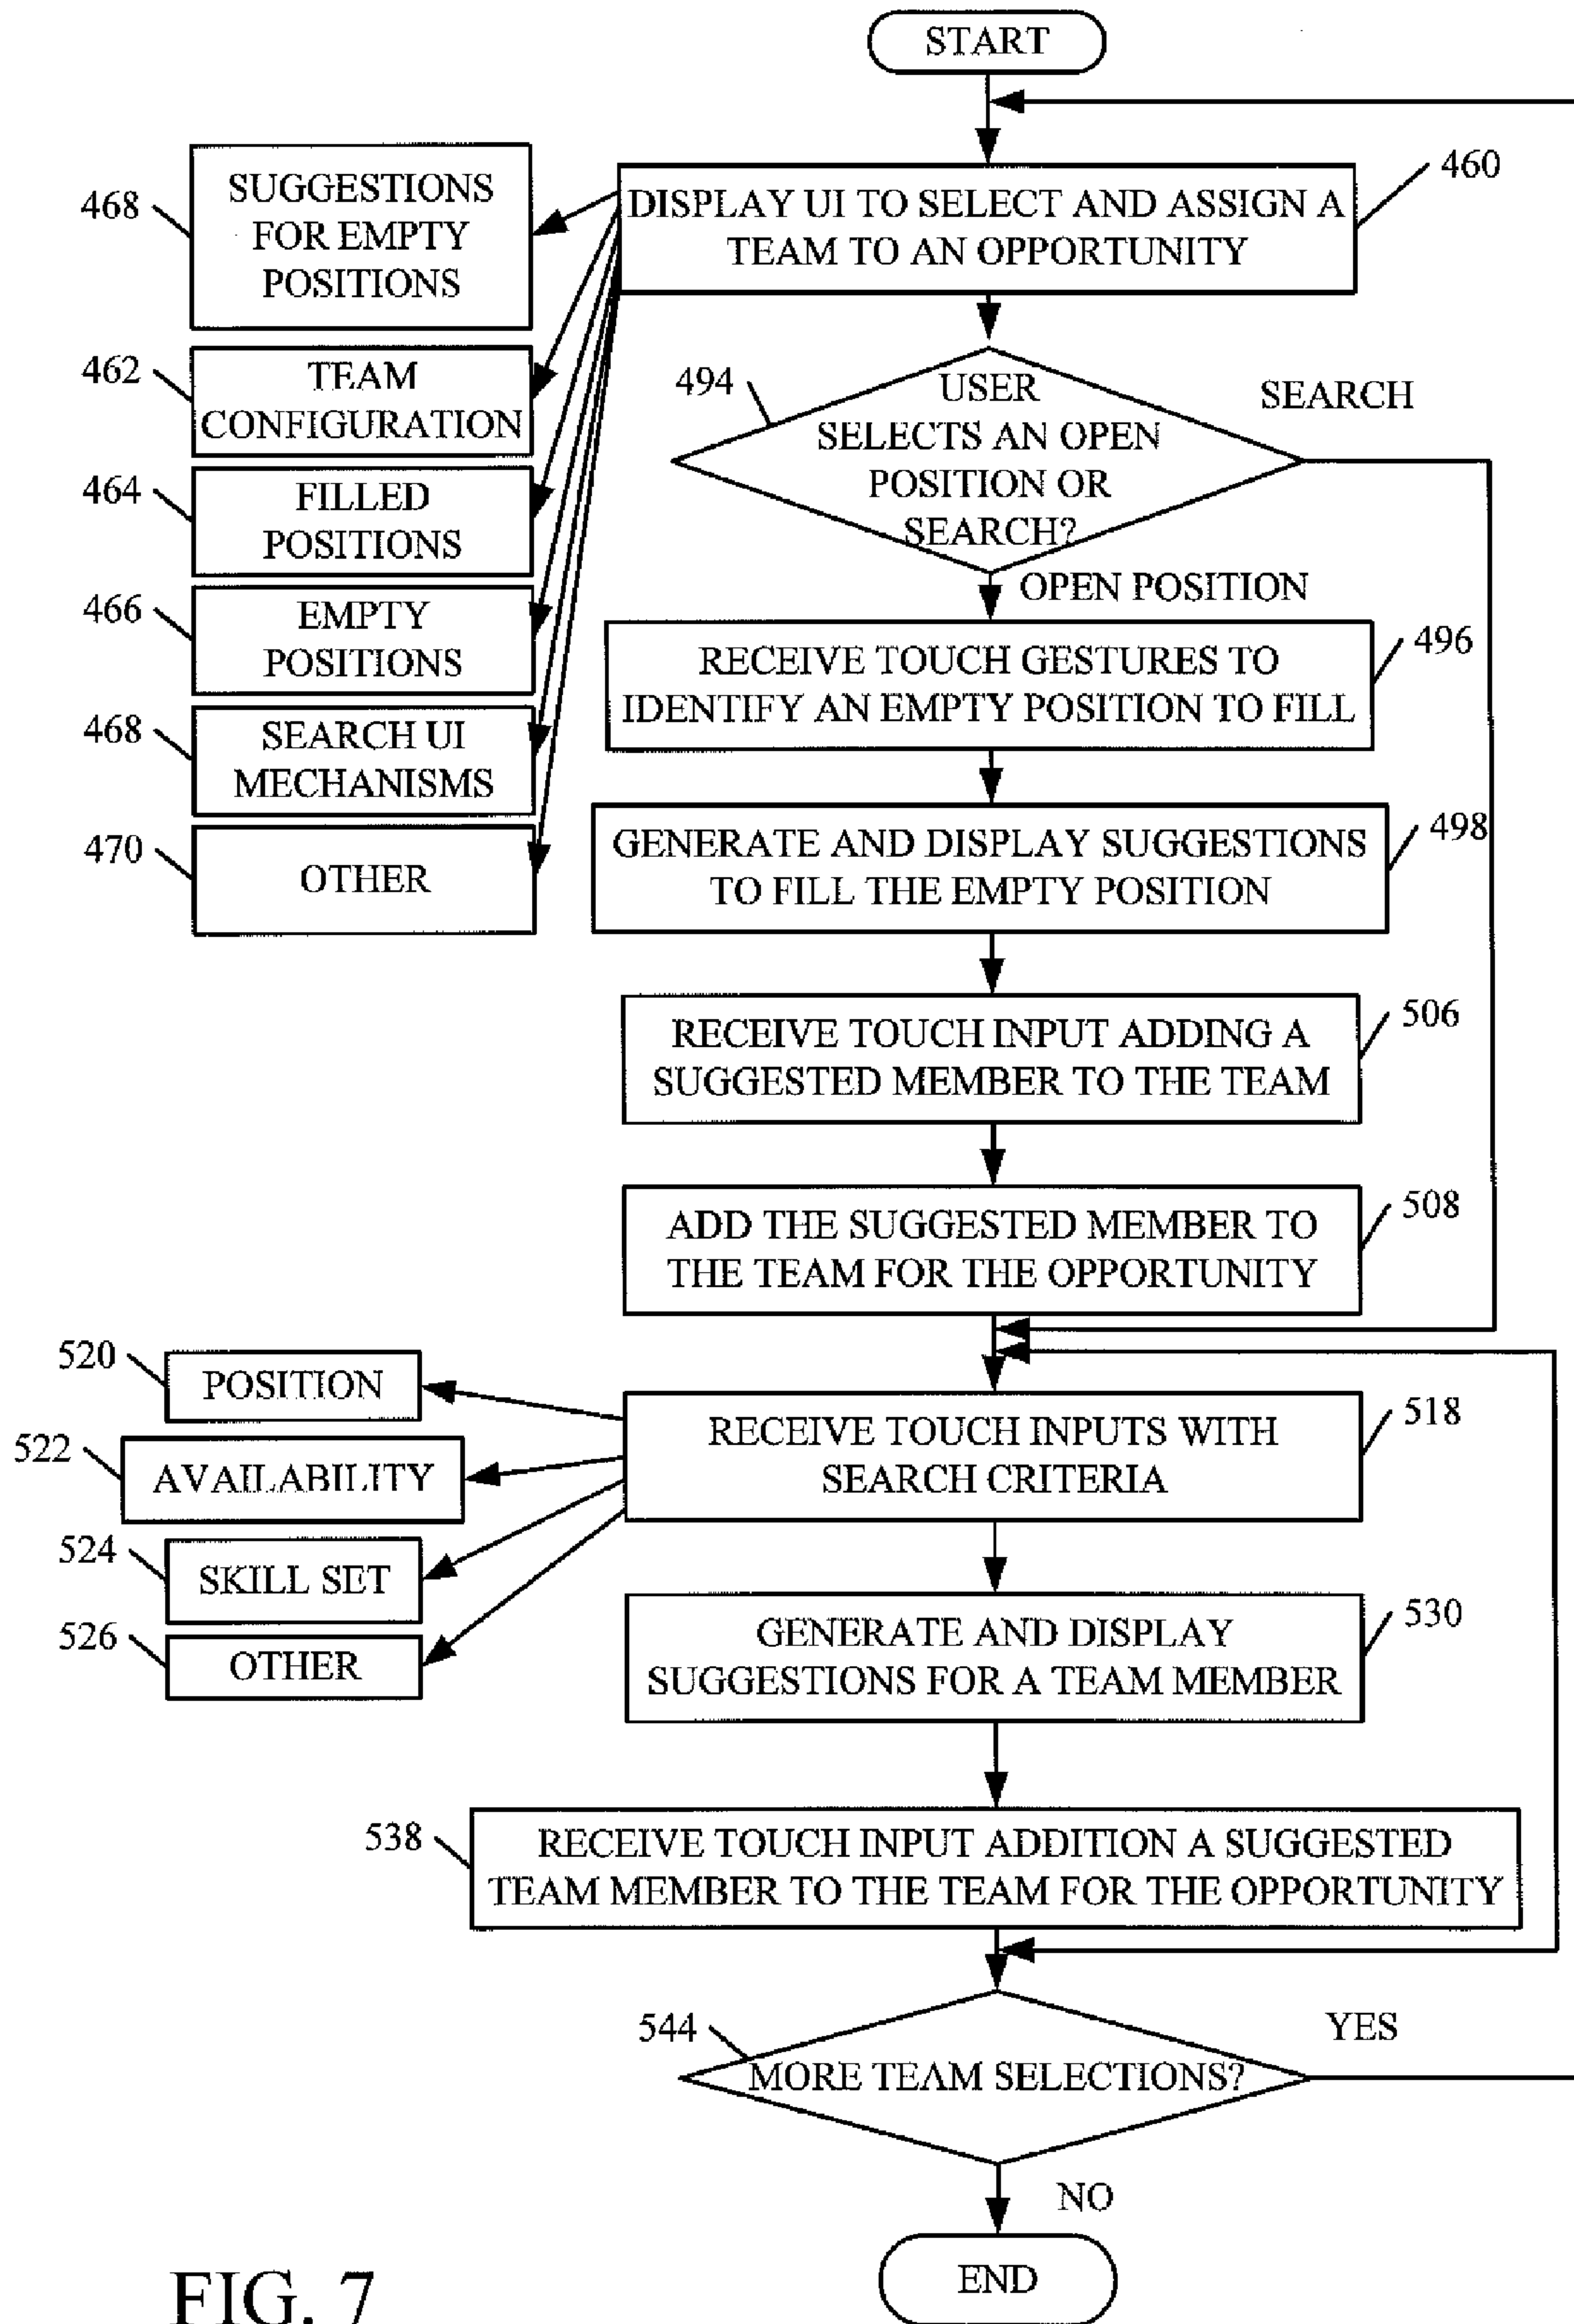 START
460
DISPLAY UI TO SELECT AND ASSIGN A
TEAM TO AN OPPORTUNITY
468
SUGGESTIONS
FOR EMPTY
POSITIONS
462
TEAM
CONFIGURATION
464
FILLED
POSITIONS
466
EMPTY
POSITIONS
468
SEARCH UI
MECHANISMS
470
OTHER
494
USER
SELECTS AN OPEN
POSITION OR
SEARCH?
SEARCH
OPEN POSITION
RECEIVE TOUCH GESTURES TO
IDENTIFY AN EMPTY POSITION TO FILL
496
GENERATE AND DISPLAY SUGGESTIONS
TO FILL THE EMPTY POSITION
498
RECEIVE TOUCH INPUT ADDING A
SUGGESTED MEMBER TO THE TEAM
506
ADD THE SUGGESTED MEMBER TO
THE TEAM FOR THE OPPORTUNITY
508
RECEIVE TOUCH INPUTS WITH
SEARCH CRITERIA
518
520
POSITION
522
AVAILABILITY
524
SKILL SET
526
OTHER
GENERATE AND DISPLAY
SUGGESTIONS FOR A TEAM MEMBER
530
538
RECEIVE TOUCH INPUT ADDITION A SUGGESTED
TEAM MEMBER TO THE TEAM FOR THE OPPORTUNITY
544
MORE TEAM SELECTIONS?
YES
NO
END
FIG. 7